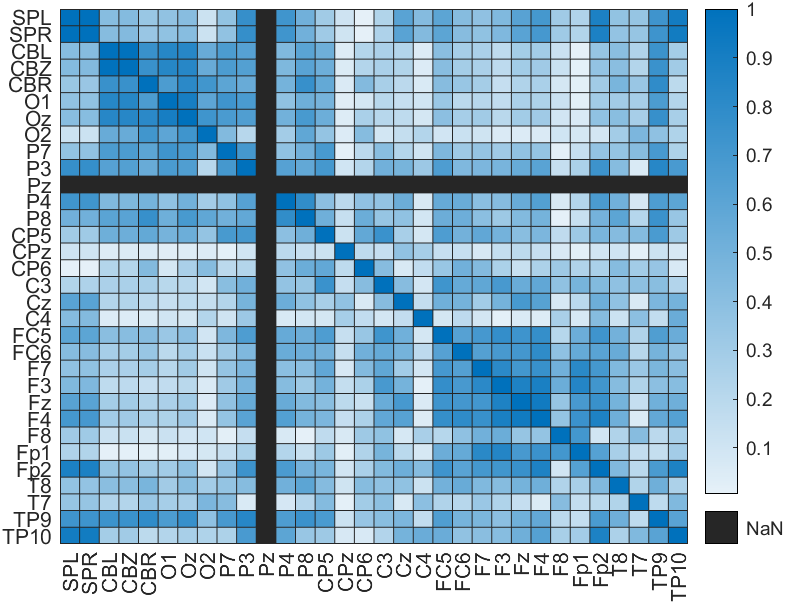 SPL
SPR
CBL
CBZ
CBR
O1
Oz
O2
P7
P3
Pz
P4
P8
CP5
CPz
CP6
C3
Cz
C4
FC5
FC6
F7
F3
Fz
F4
F8
Fp1
Fp2
T8
T7
TP9
TP10
SPL SPR CBL CBZ CBR O1 Oz O2 P7 P3 Pz P4 P8 CP5 CPz CP6 C3 Cz C4 FC5 FC6 F7 F3 Fz F4 F8 Fp1 Fp2 T8 T7 TP9 TP10
1
0.9
0.8
0.7
0.6
0.5
0.4
0.3
0.2
0.1
NaN